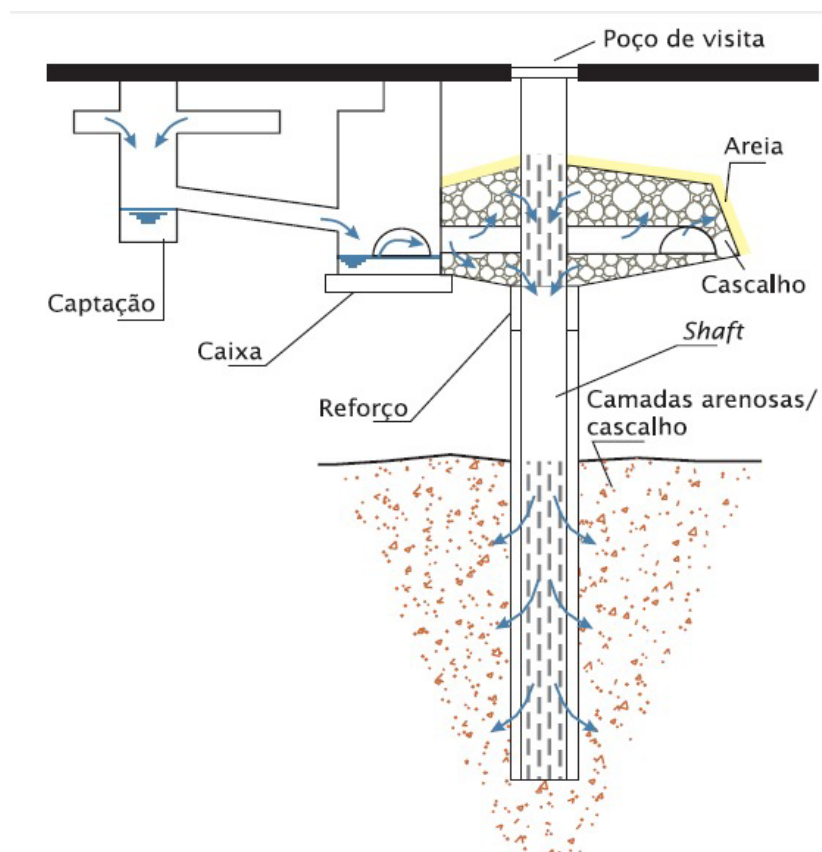 Poço de visita
Areia
Captação
Cascalho
Caixa
Shaft
Reforço
Camadas arenosas/
cascalho